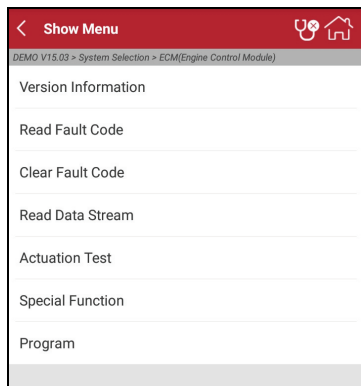 Show Menu
DEMO V15.03 > System Selection > ECM(Engine Control Module)
Version Information
Read Fault Code
Clear Fault Code
Read Data Stream
Actuation Test
Special Function
Program